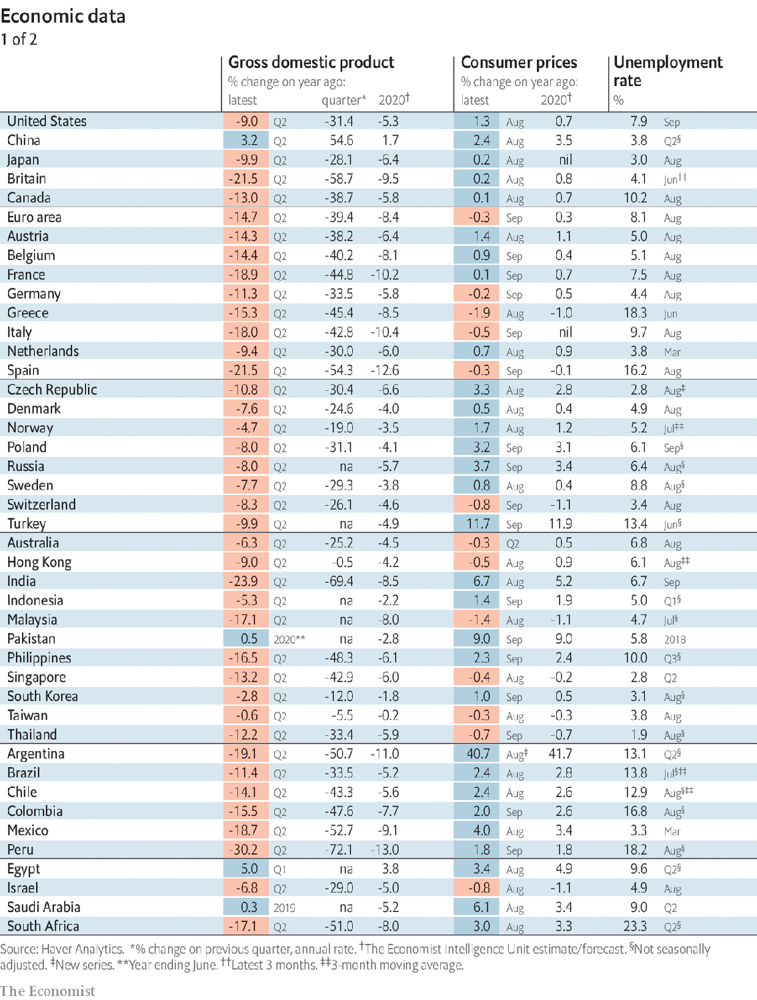 Economic data
1 of 2
Gross domestic product Consumer prices Unemployment
% change on year ago: % change on year ago: rate
latest quarter* 2020† latest 2020† %
United States -9.0 Q2 -31.4 -5.3 1.3 Aug 0.7 7.9 Sep
China 3.2 Q2 54.6 1.7 2.4 Aug 3.5 3.8 Q2§
Japan -9.9 Q2 -28.1 -6.4 0.2 Aug nil 3.0 Aug
Britain -21.5 Q2 -58.7 -9.5 0.2 Aug 0.8 4.1 Jun††
Canada -13.0 Q2 -38.7 -5.8 0.1 Aug 0.7 10.2 Aug
Euro area -14.7 Q2 -39.4 -8.4 -0.3 Sep 0.3 8.1 Aug
Austria -14.3 Q2 -38.2 -6.4 1.4 Aug 1.1 5.0 Aug
Belgium -14.4 Q2 -40.2 -8.1 0.9 Sep 0.4 5.1 Aug
France -18.9 Q2 -44.8 -10.2 0.1 Sep 0.7 7.5 Aug
Germany -11.3 Q2 -33.5 -5.8 -0.2 Sep 0.5 4.4 Aug
Greece -15.3 Q2 -45.4 -8.5 -1.9 Aug -1.0 18.3 Jun
Italy -18.0 Q2 -42.8 -10.4 -0.5 Sep nil 9.7 Aug
Netherlands -9.4 Q2 -30.0 -6.0 0.7 Aug 0.9 3.8 Mar
Spain -21.5 Q2 -54.3 -12.6 -0.3 Sep -0.1 16.2 Aug
Czech Republic -10.8 Q2 -30.4 -6.6 3.3 Aug 2.8 2.8 Aug‡
Denmark -7.6 Q2 -24.6 -4.0 0.5 Aug 0.4 4.9 Aug
Norway -4.7 Q2 -19.0 -3.5 1.7 Aug 1.2 5.2 Jul‡‡
Poland -8.0 Q2 -31.1 -4.1 3.2 Sep 3.1 6.1 Sep§
Russia -8.0 Q2 na -5.7 3.7 Sep 3.4 6.4 Aug§
Sweden -7.7 Q2 -29.3 -3.8 0.8 Aug 0.4 8.8 Aug§
Switzerland -8.3 Q2 -26.1 -4.6 -0.8 Sep -1.1 3.4 Aug
Turkey -9.9 Q2 na -4.9 11.7 Sep 11.9 13.4 Jun§
Australia -6.3 Q2 -25.2 -4.5 -0.3 Q2 0.5 6.8 Aug
Hong Kong -9.0 Q2 -0.5 -4.2 -0.5 Aug 0.9 6.1 Aug‡‡
India -23.9 Q2 -69.4 -8.5 6.7 Aug 5.2 6.7 Sep
Indonesia -5.3 Q2 na -2.2 1.4 Sep 1.9 5.0 Q1§
Malaysia -17.1 Q2 na -8.0 -1.4 Aug -1.1 4.7 Jul§
Pakistan 0.5 2020** na -2.8 9.0 Sep 9.0 5.8 2018
Philippines -16.5 Q2 -48.3 -6.1 2.3 Sep 2.4 10.0 Q3§
Singapore -13.2 Q2 -42.9 -6.0 -0.4 Aug -0.2 2.8 Q2
South Korea -2.8 Q2 -12.0 -1.8 1.0 Sep 0.5 3.1 Aug§
Taiwan -0.6 Q2 -5.5 -0.2 -0.3 Aug -0.3 3.8 Aug
Thailand -12.2 Q2 -33.4 -5.9 -0.7 Sep -0.7 1.9 Aug§
Argentina -19.1 Q2 -50.7 -11.0 40.7 Aug‡ 41.7 13.1 Q2§
Brazil -11.4 Q2 -33.5 -5.2 2.4 Aug 2.8 13.8 Jul§‡‡
Chile -14.1 Q2 -43.3 -5.6 2.4 Aug 2.6 12.9 Aug§‡‡
Colombia -15.5 Q2 -47.6 -7.7 2.0 Sep 2.6 16.8 Aug§
Mexico -18.7 Q2 -52.7 -9.1 4.0 Aug 3.4 3.3 Mar
Peru -30.2 Q2 -72.1 -13.0 1.8 Sep 1.8 18.2 Aug§
Egypt 5.0 Q1 na 3.8 3.4 Aug 4.9 9.6 Q2§
Israel -6.8 Q2 -29.0 -5.0 -0.8 Aug -1.1 4.9 Aug
Saudi Arabia 0.3 2019 na -5.2 6.1 Aug 3.4 9.0 Q2
South Africa -17.1 Q2 -51.0 -8.0 3.0 Aug 3.3 23.3 Q2§
Source: Haver Analytics. *% change on previous quarter, annual rate. †The Economist Intelligence Unit estimate/forecast. §Not seasonally
adjusted. ‡New series. **Year ending June. ††Latest 3 months. ‡‡3-month moving average.
The Economist